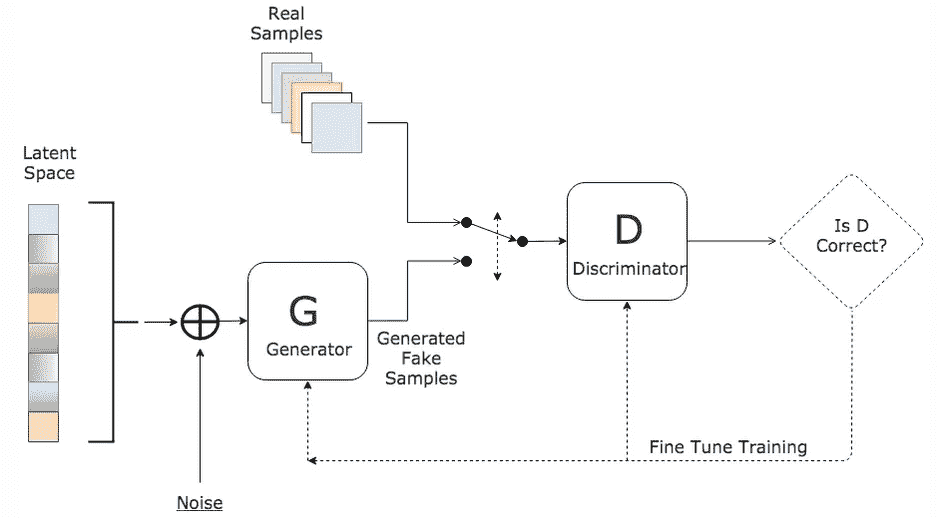 Real
Samples
Latent
Space
Is D
Correct?
D
Discriminator
G
Generator
Generated
Fake
Samples
Fine Tune Training
Noise